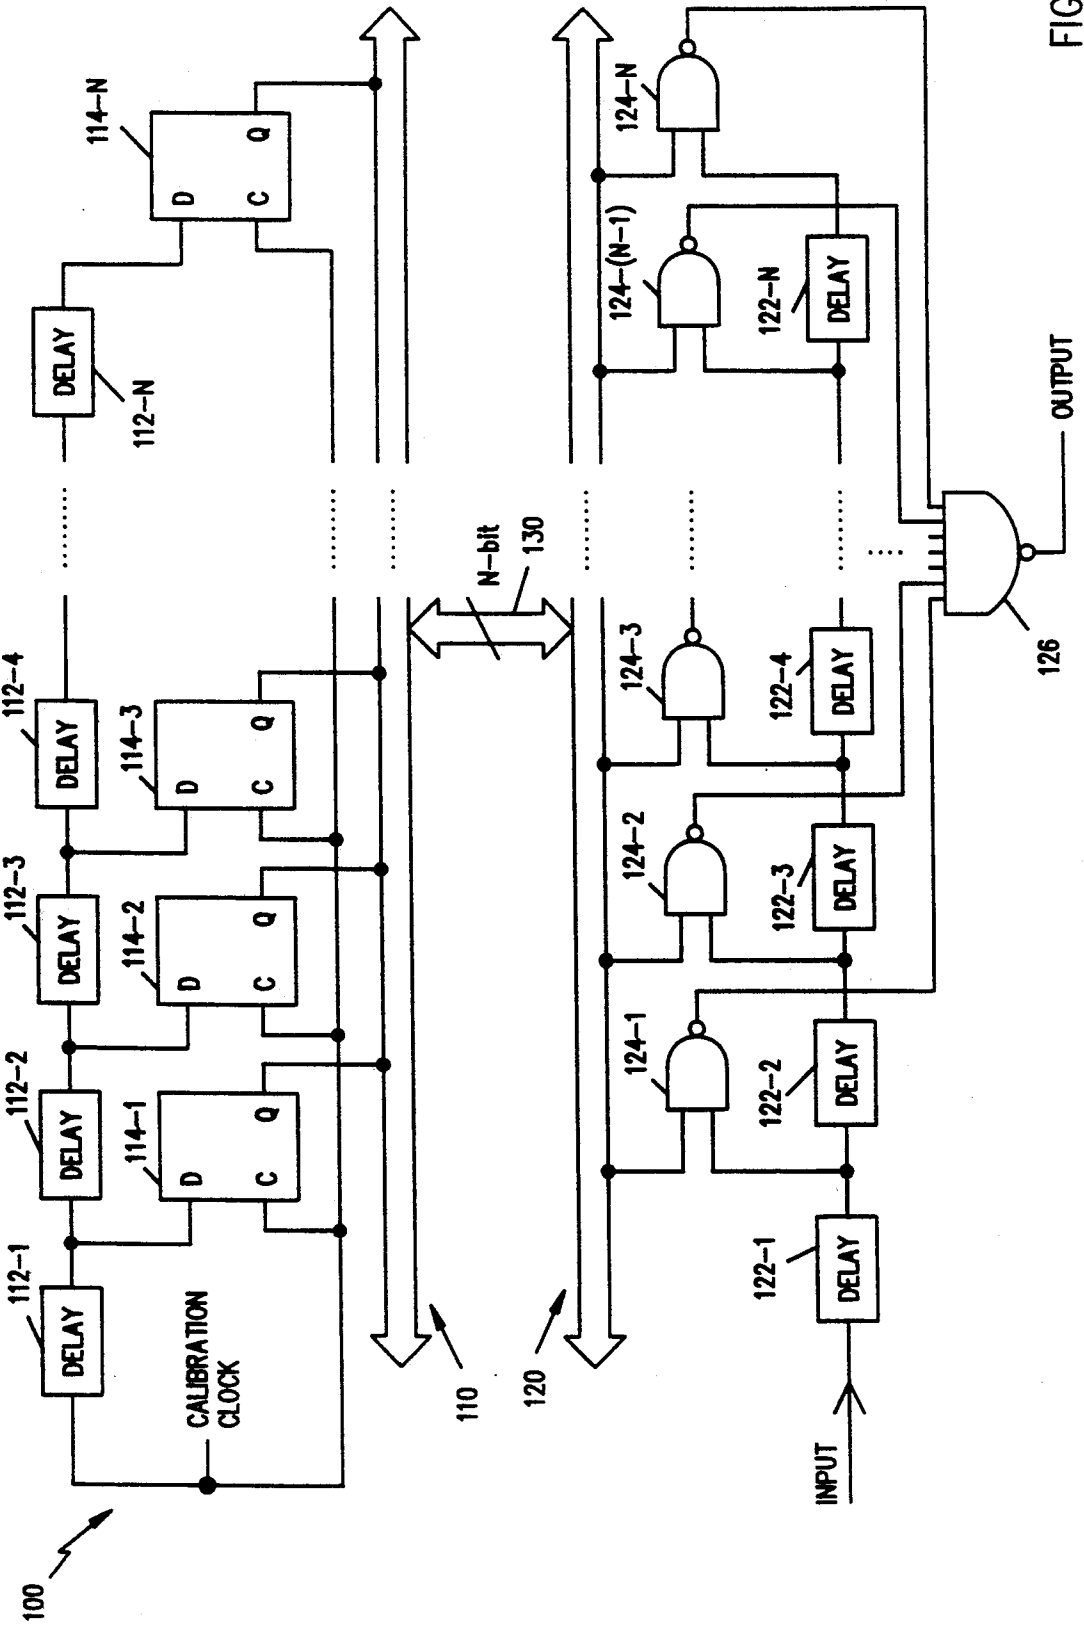 100
112-1
112-2
112-3
112-4
DELAY
DELAY
DELAY
DELAY
DELAY
112-N
114-1
114-2
114-3
114-N
D
C
Q
D
C
Q
D
C
Q
D
C
Q
CALIBRATION
CLOCK
110
120
N-bit
130
124-1
124-2
124-3
124-(N-1)
124-N
122-1
122-2
122-3
122-4
122-N
DELAY
DELAY
DELAY
DELAY
DELAY
INPUT
126
OUTPUT
FIG